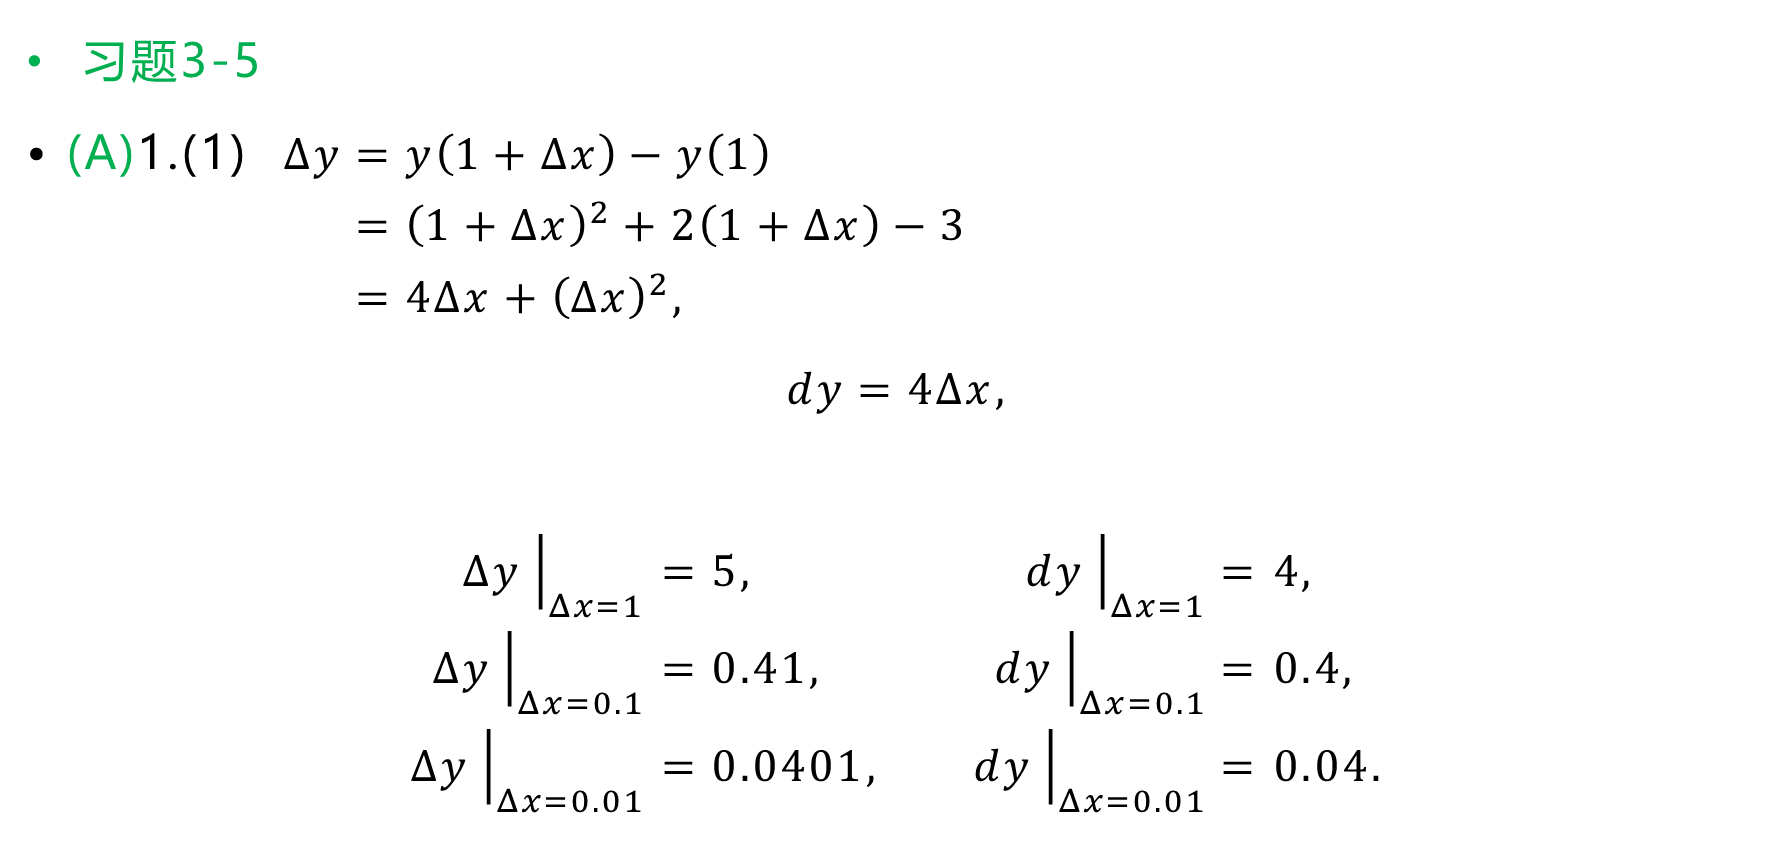 • 习题3-5
• (A)1.(1) Δy = y(1 + Δx) − y(1)
= (1 + Δx)² + 2(1 + Δx) − 3
= 4Δx + (Δx)²,
dy = 4Δx,
Δy |Δx=1 = 5, dy |Δx=1 = 4,
Δy |Δx=0.1 = 0.41, dy |Δx=0.1 = 0.4,
Δy |Δx=0.01 = 0.0401, dy |Δx=0.01 = 0.04.